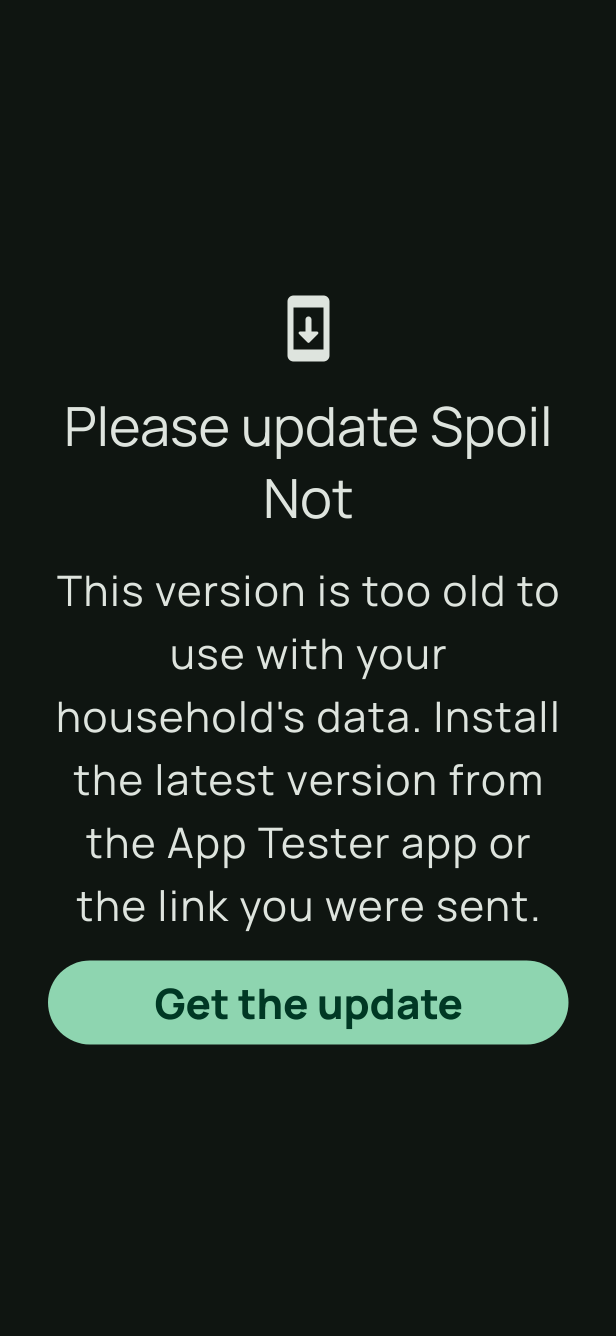 Please update Spoil
Not
This version is too old to
use with your
household's data. Install
the latest version from
the App Tester app or
the link you were sent.
Get the update